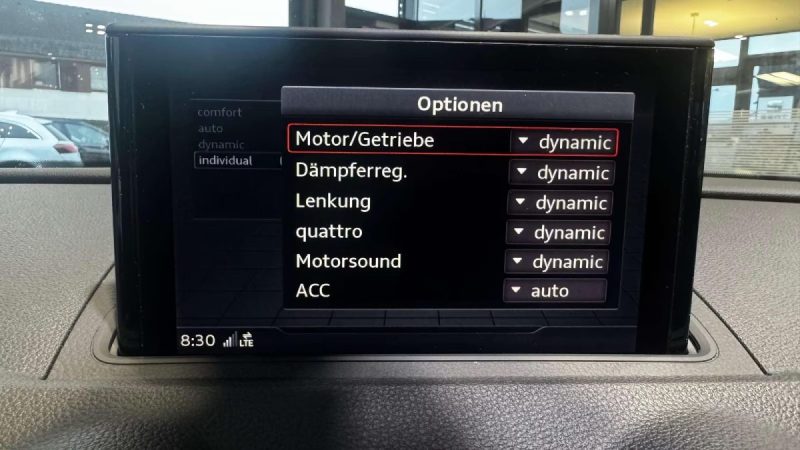 Optionen
comfort
auto
dynamic
individual
Motor/Getriebe dynamic
Dämpferreg. dynamic
Lenkung dynamic
quattro dynamic
Motorsound dynamic
ACC auto
8:30 LTE